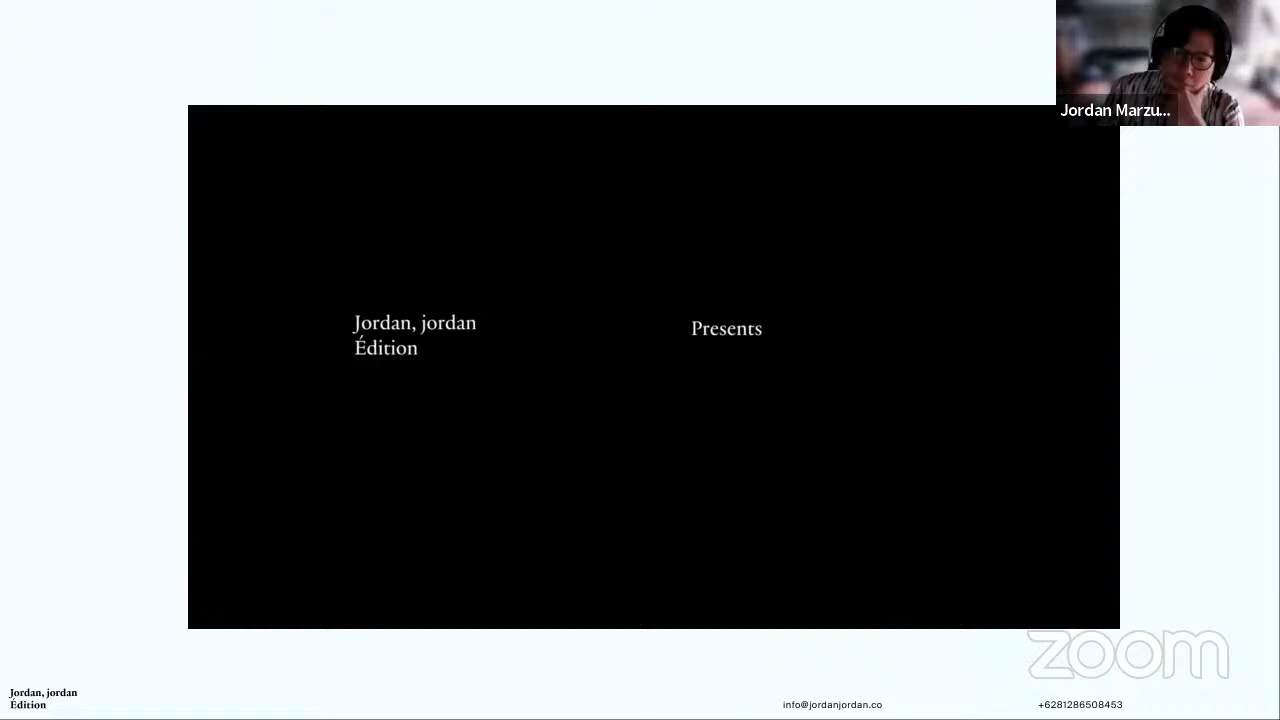 Jordan Marzu...
Jordan, jordan
Édition
Presents
zoom
Jordan, jordan
Édition
info@jordanjordan.co
+6281286508453